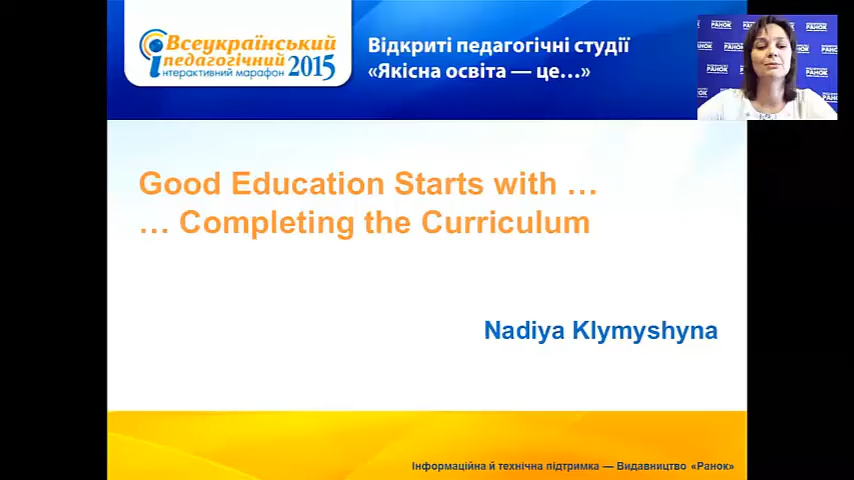 Всеукраїнський
педагогічний
інтерактивний марафон 2015
Відкриті педагогічні студії
«Якісна освіта — це…»
РАНОК
Good Education Starts with …
… Completing the Curriculum
Nadiya Klymyshyna
Інформаційна й технічна підтримка — Видавництво «Ранок»